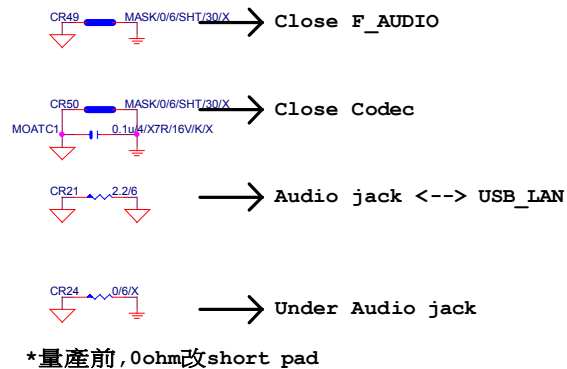 CR49 MASK/0/6/SHT/30/X Close F_AUDIO
CR50 MASK/0/6/SHT/30/X Close Codec
MOATC1 0.1u/4/X7R/16V/K/X
CR21 2.2/6 Audio jack <--> USB_LAN
CR24 0/6/X Under Audio jack
*量產前,0ohm改short pad